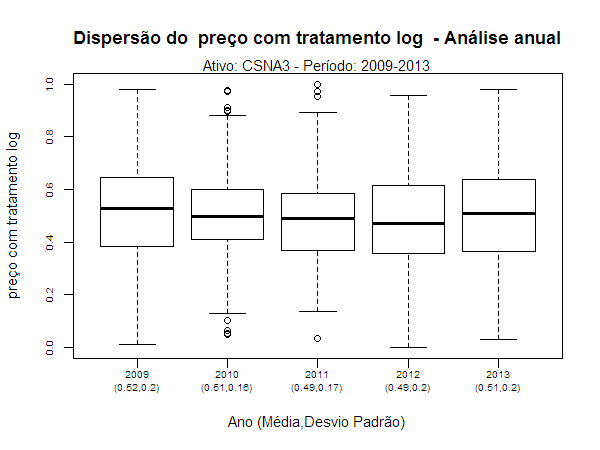 Dispersão do  preço com tratamento log  - Análise anual
Ativo: CSNA3 - Período: 2009-2013
preço com tratamento log
1.0
0.8
0.6
0.4
0.2
0.0
2009 2010 2011 2012 2013
(0.52,0.2) (0.51,0.16) (0.49,0.17) (0.49,0.2) (0.51,0.2)
Ano (Média,Desvio Padrão)